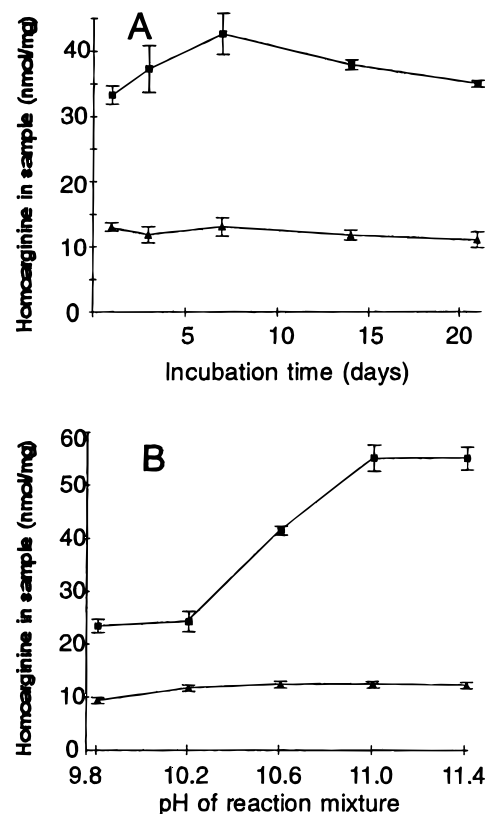 A
Homoarginine in sample (nmol/mg)
40
30
20
10
0
5 10 15 20
Incubation time (days)
B
Homoarginine in sample (nmol/mg)
60
50
40
30
20
10
0
9.8 10.2 10.6 11.0 11.4
pH of reaction mixture